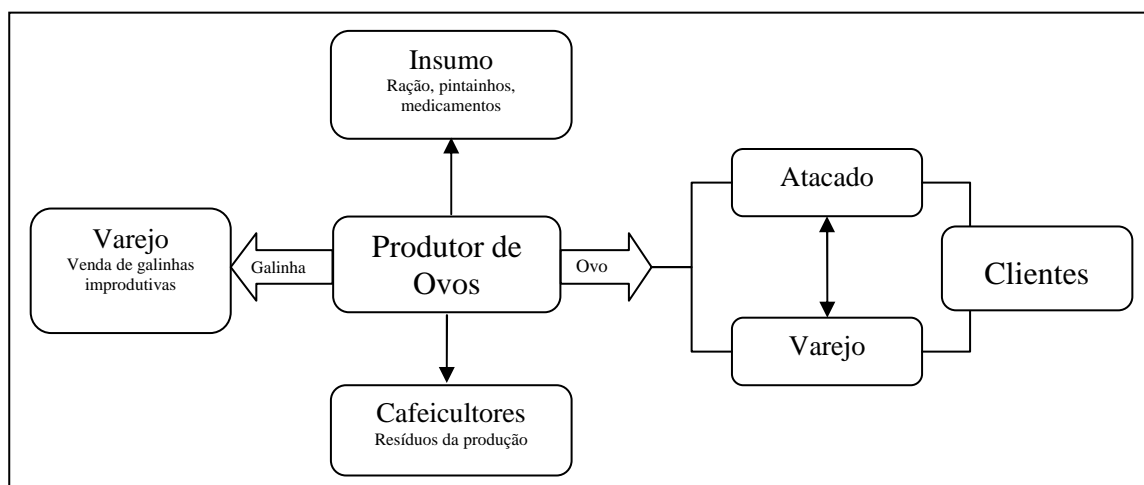 Insumo
Ração, pintainhos,
medicamentos
Atacado
Varejo
Venda de galinhas
improdutivas
Galinha
Produtor de
Ovos
Ovo
Clientes
Varejo
Cafeicultores
Resíduos da produção